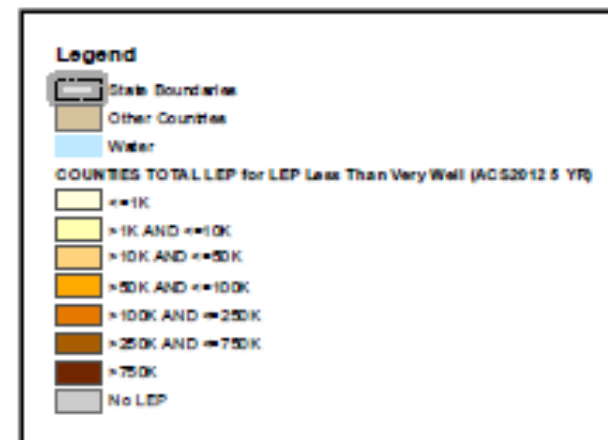 Legend
State Boundaries
Other Countries
Water
COUNTIES TOTAL LEP for LEP Less Than Very Well (ACS2012 5 YR)
<=1K
>1K AND <=10K
>10K AND <=50K
>50K AND <=100K
>100K AND <=250K
>250K AND <=750K
>750K
No LEP